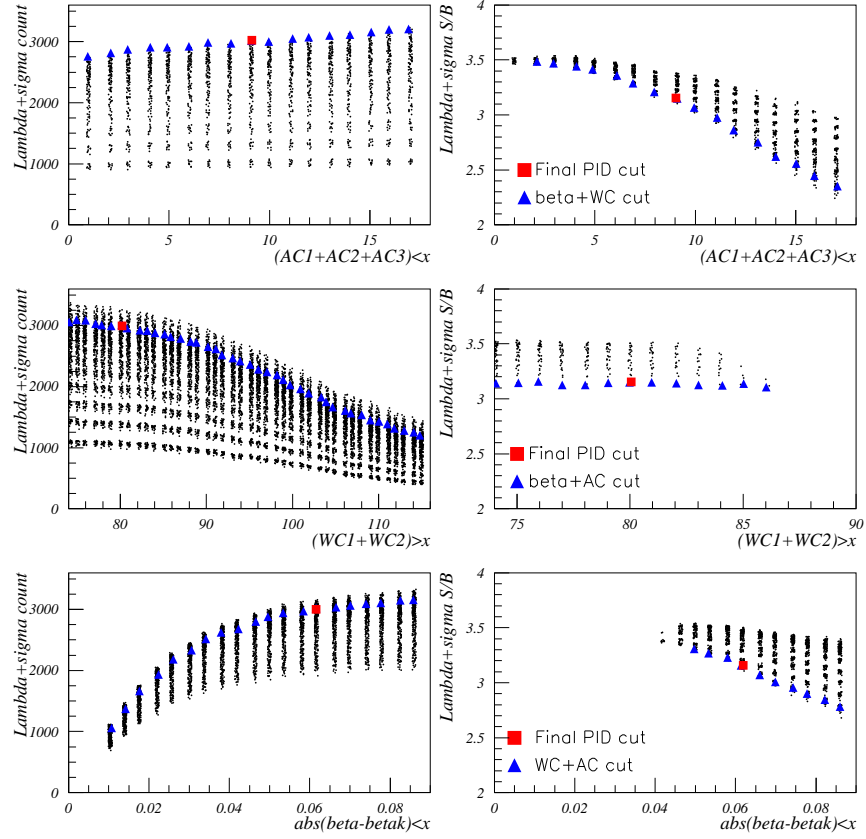 Lambda+sigma count
3000
2000
1000
0
0
5
10
15
(AC1+AC2+AC3)<x
Lambda+sigma S/B
4
3.5
3
2.5
2
Final PID cut
beta+WC cut
0
5
10
15
(AC1+AC2+AC3)<x
Lambda+sigma count
3000
2000
1000
0
80
90
100
110
(WC1+WC2)>x
Lambda+sigma S/B
4
3.5
3
2.5
2
Final PID cut
beta+AC cut
75
80
85
90
(WC1+WC2)>x
Lambda+sigma count
3000
2000
1000
0
0
0.02
0.04
0.06
0.08
abs(beta-betak)<x
Lambda+sigma S/B
4
3.5
3
2.5
2
Final PID cut
WC+AC cut
0
0.02
0.04
0.06
0.08
abs(beta-betak)<x